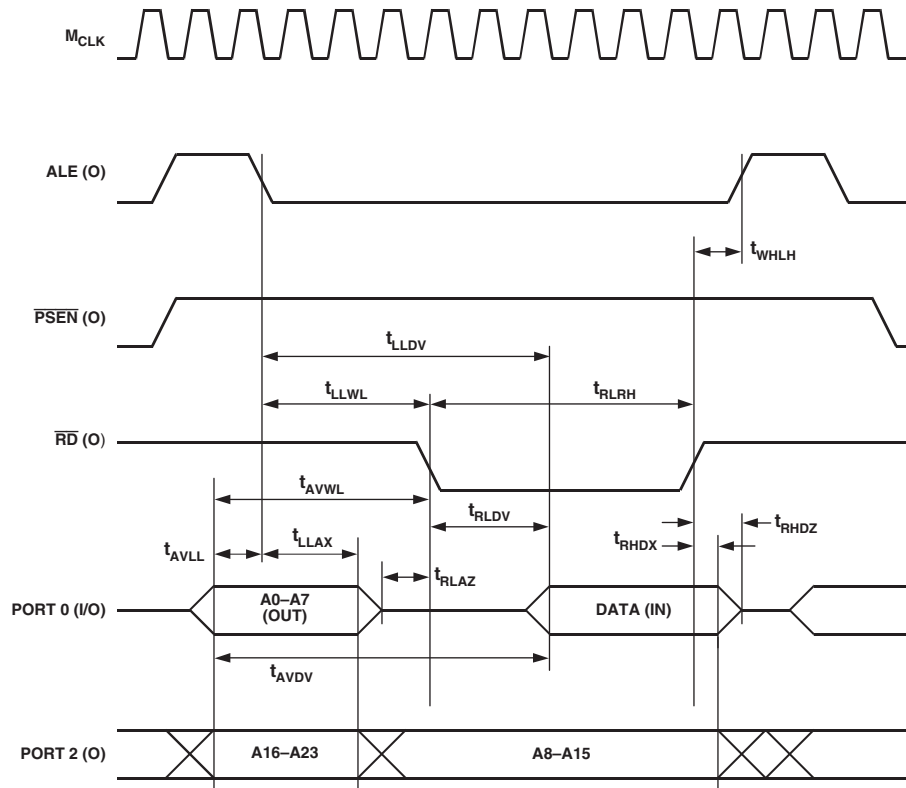 MCLK
ALE (O)
tWHLH
PSEN (O)
tLLDV
tLLWL
tRLRH
RD (O)
tAVWL
tRLDV
tRHDZ
tAVLL
tLLAX
tRHDX
tRLAZ
PORT 0 (I/O)
A0–A7
(OUT)
DATA (IN)
tAVDV
PORT 2 (O)
A16–A23
A8–A15